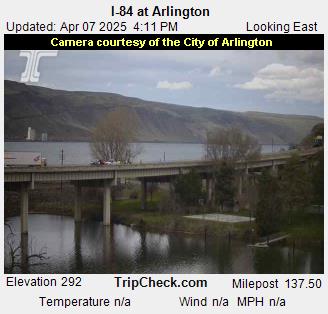 I-84 at Arlington
Updated: Apr 07 2025 4:11 PM Looking East
Camera courtesy of the City of Arlington
Elevation 292 TripCheck.com Milepost 137.50
Temperature n/a Wind n/a MPH n/a